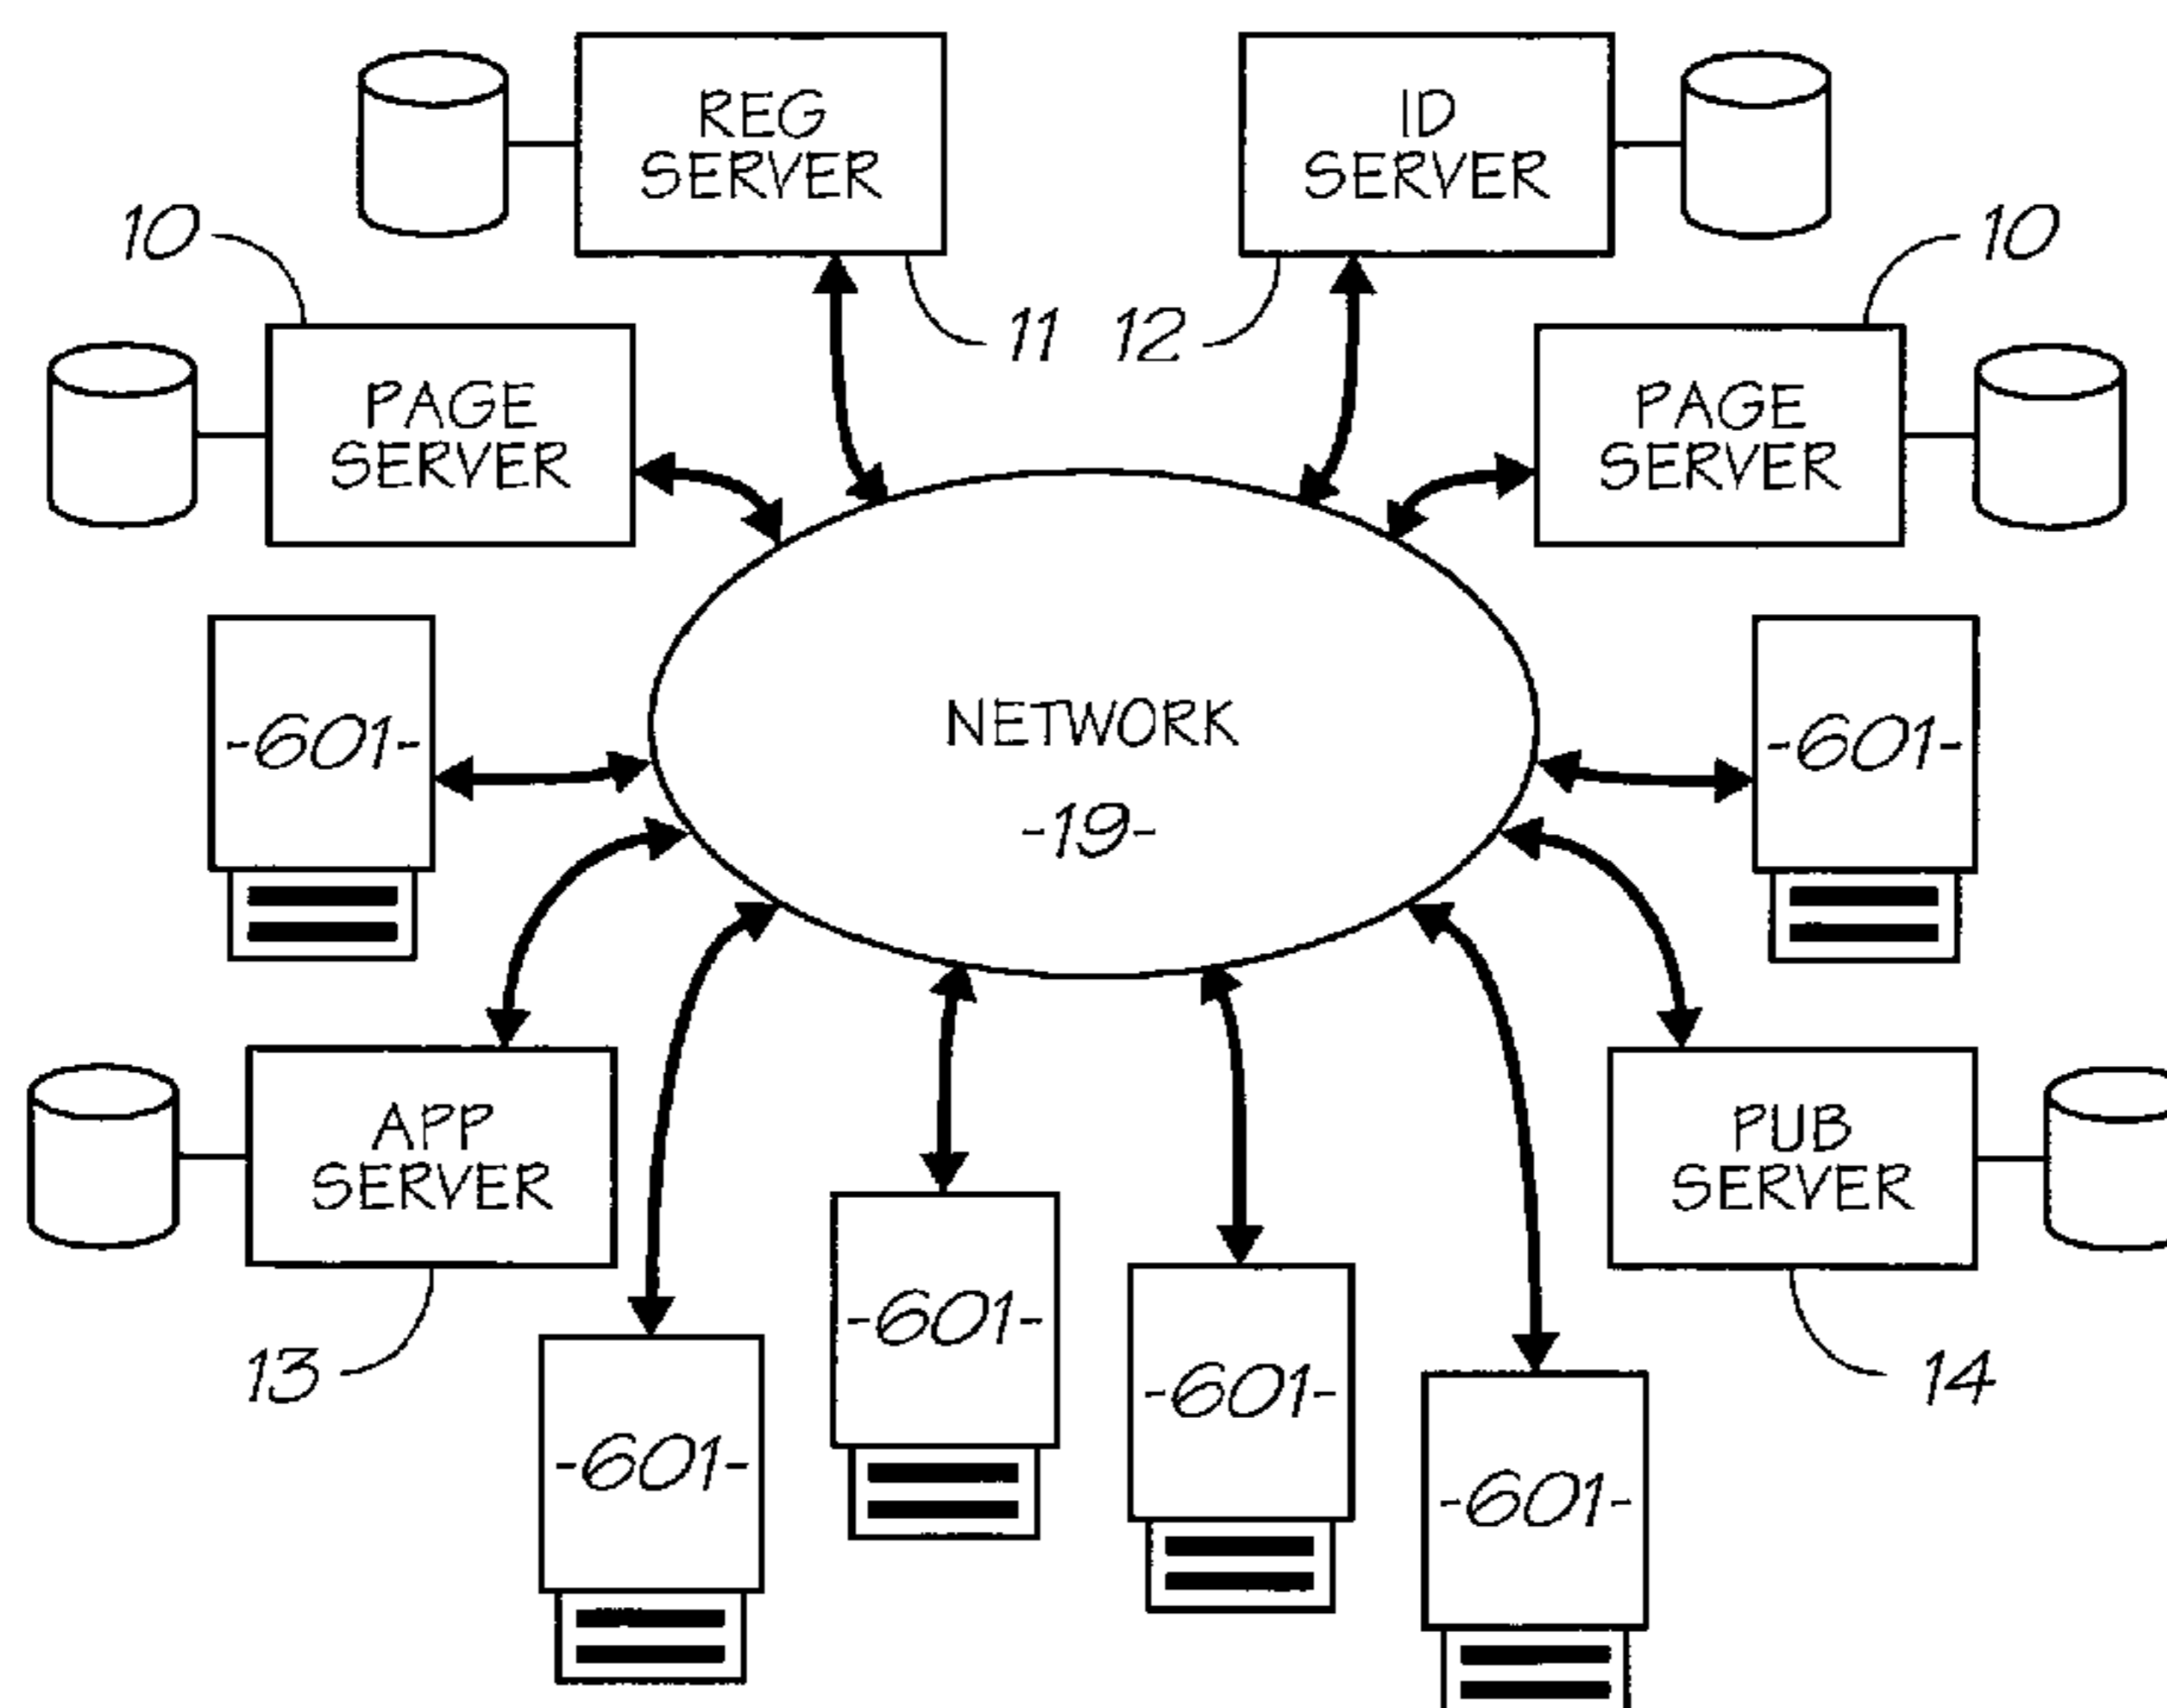 REG
SERVER
ID
SERVER
10
10
11
12
PAGE
SERVER
PAGE
SERVER
-601-
NETWORK
-19-
-601-
APP
SERVER
PUB
SERVER
13
-601-
-601-
-601-
-601-
14